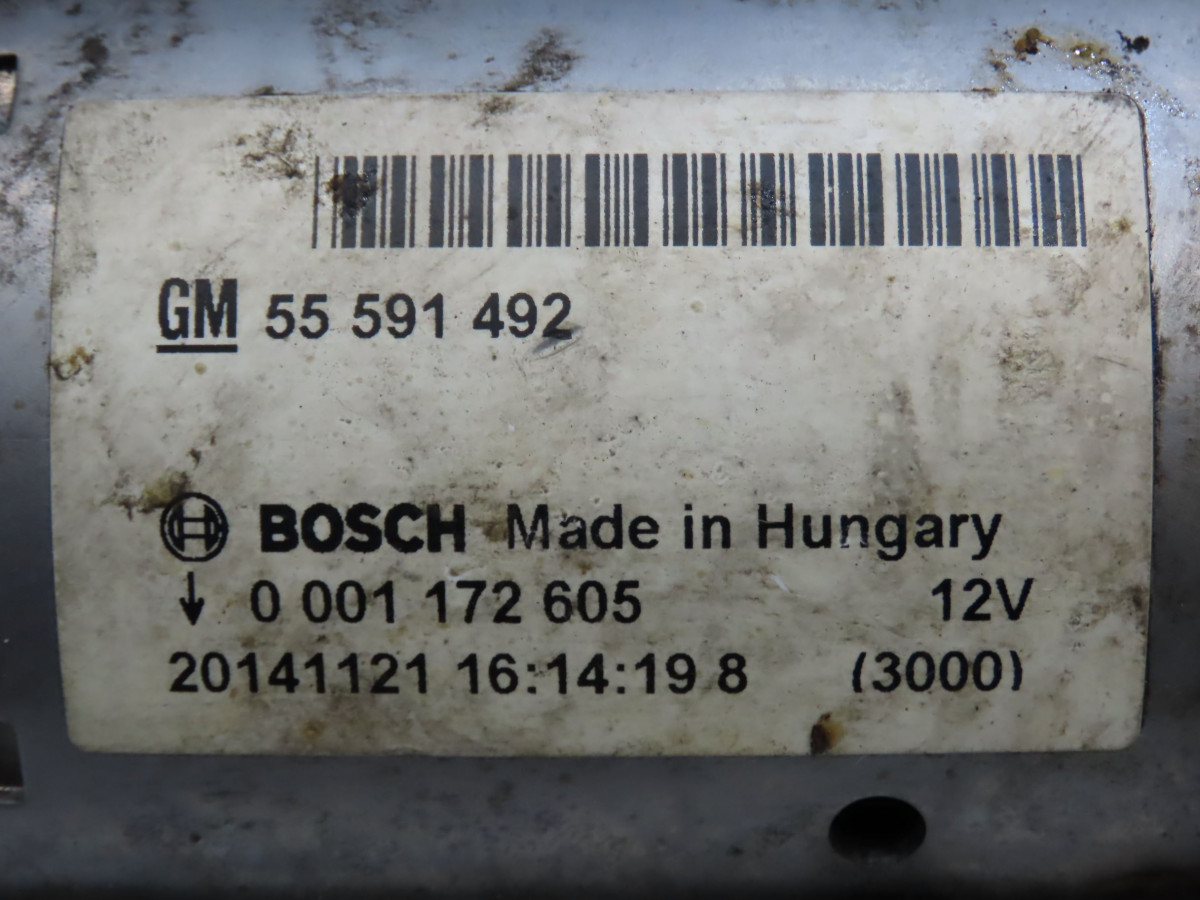 GM 55 591 492
BOSCH Made in Hungary
↓ 0 001 172 605 12V
20141121 16:14:19 8 (3000)